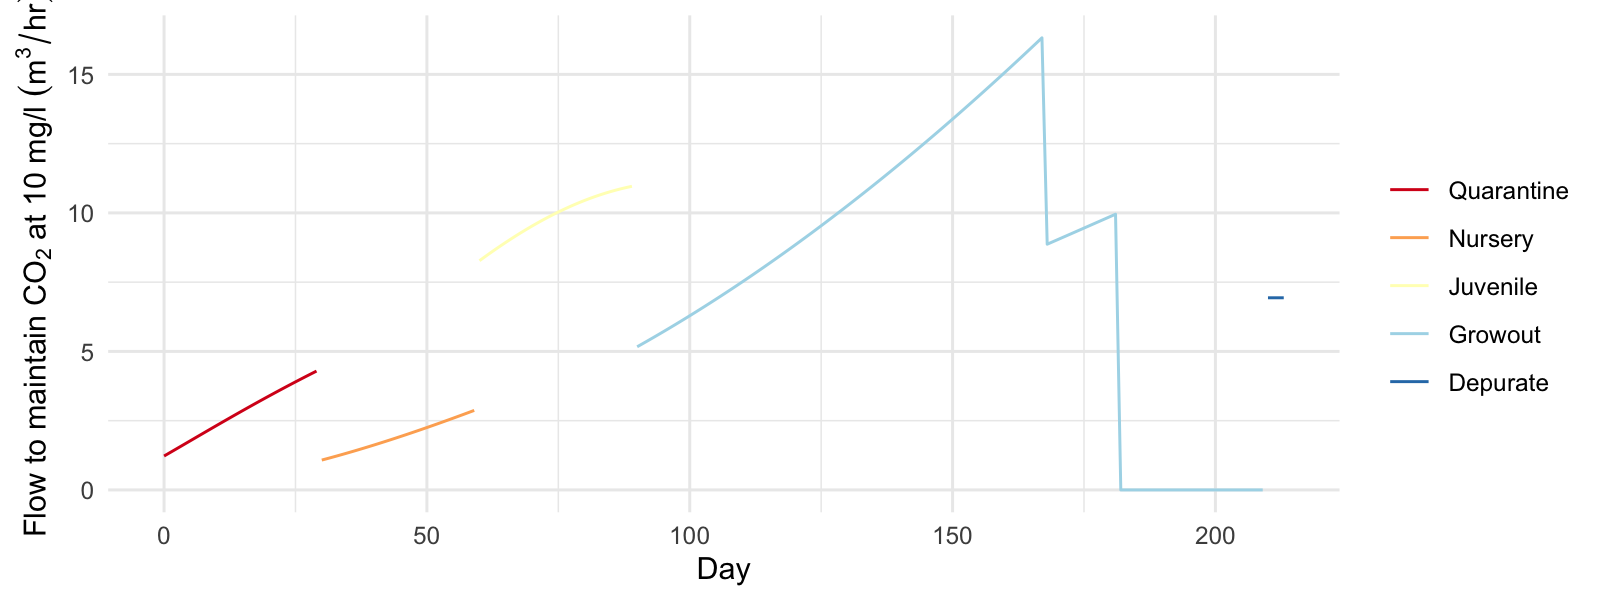 Flow to maintain CO₂ at 10 mg/l (m³/hr)
15
10
5
0
0 50 100 150 200
Day
Quarantine
Nursery
Juvenile
Growout
Depurate